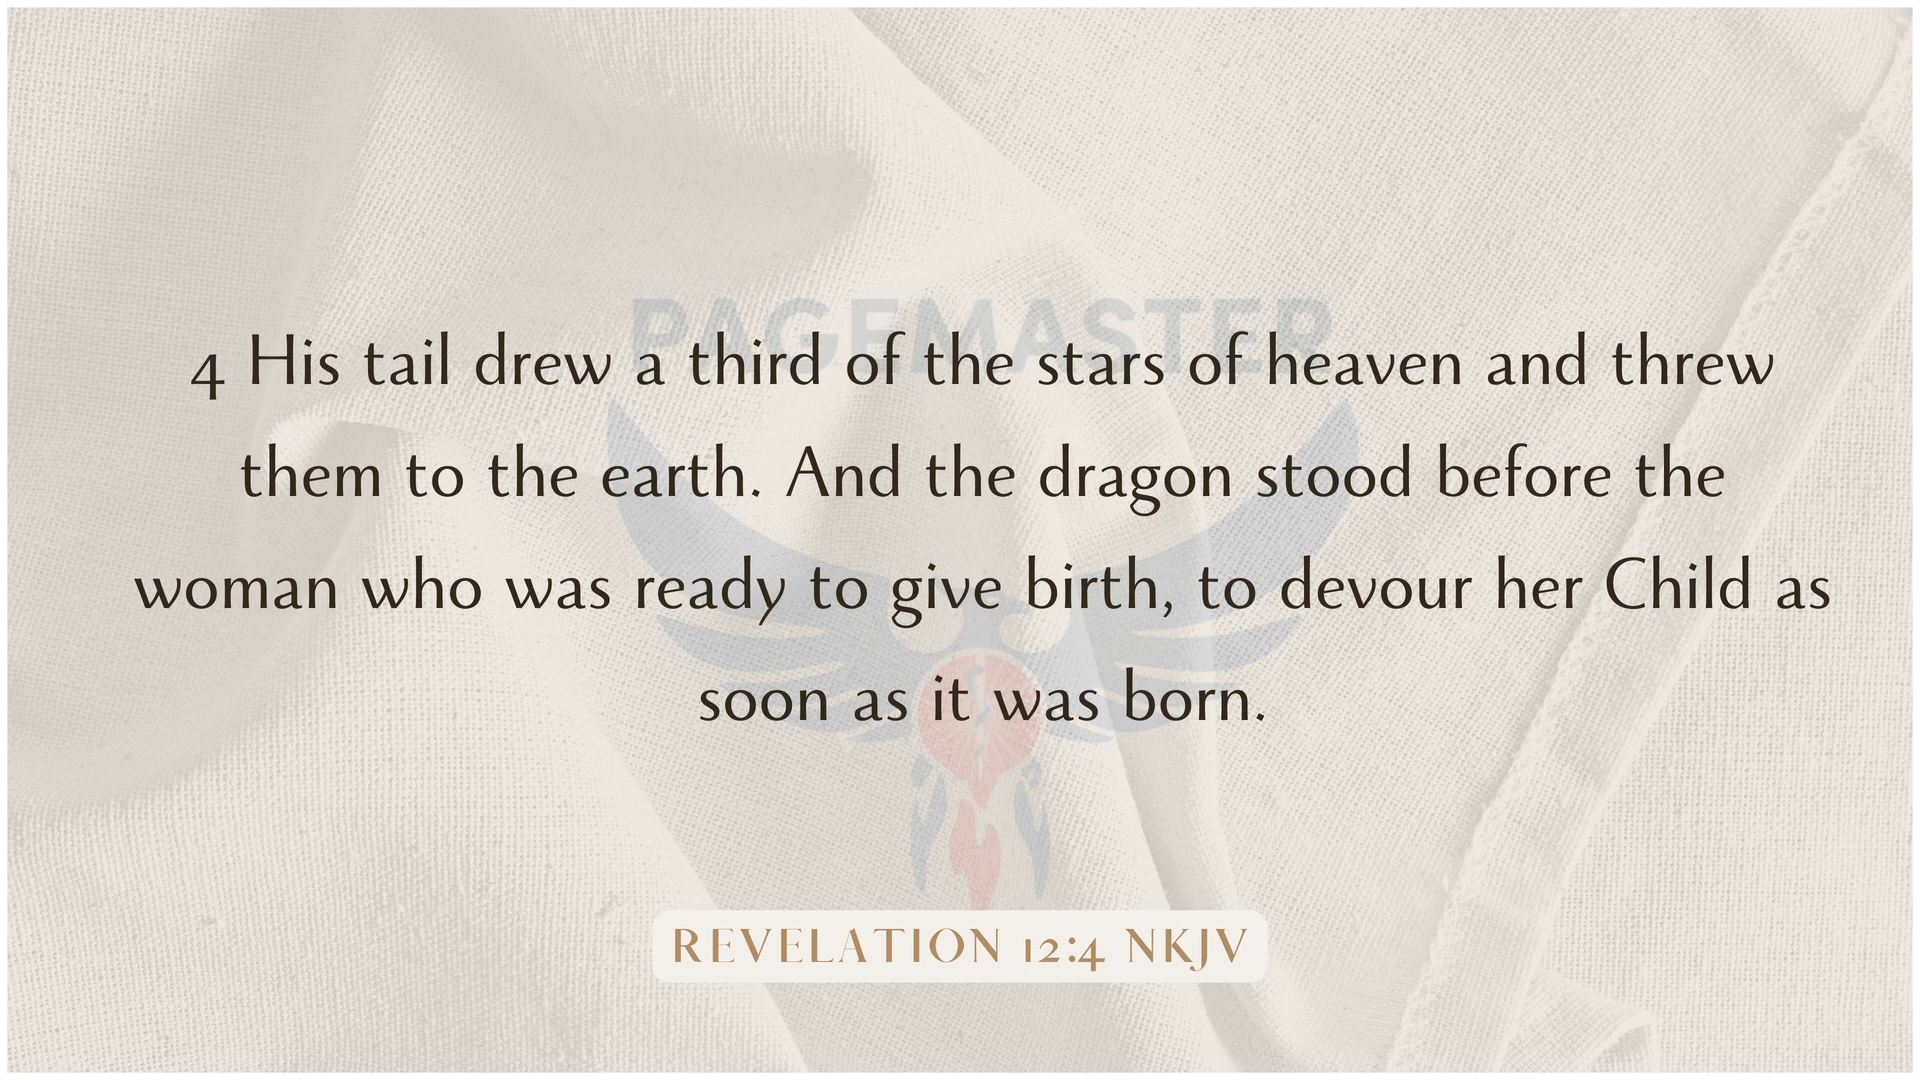 PAGEMASTER
4 His tail drew a third of the stars of heaven and threw
them to the earth. And the dragon stood before the
woman who was ready to give birth, to devour her Child as
soon as it was born.
REVELATION 12:4 NKJV